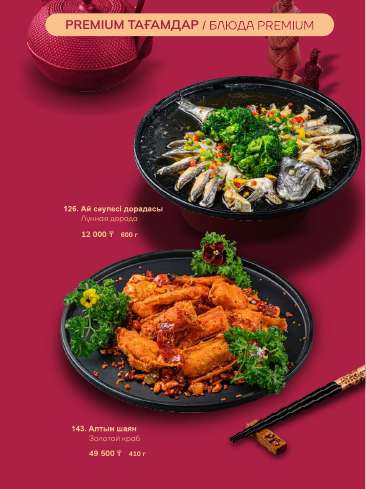 PREMIUM ТАҒАМДАР / БЛЮДА PREMIUM
126. Ай сәулесі дорадасы
Лунная дорада
12 000 ₸ 600 г
143. Алтын шаян
Золотай краб
49 500 ₸ 410 г